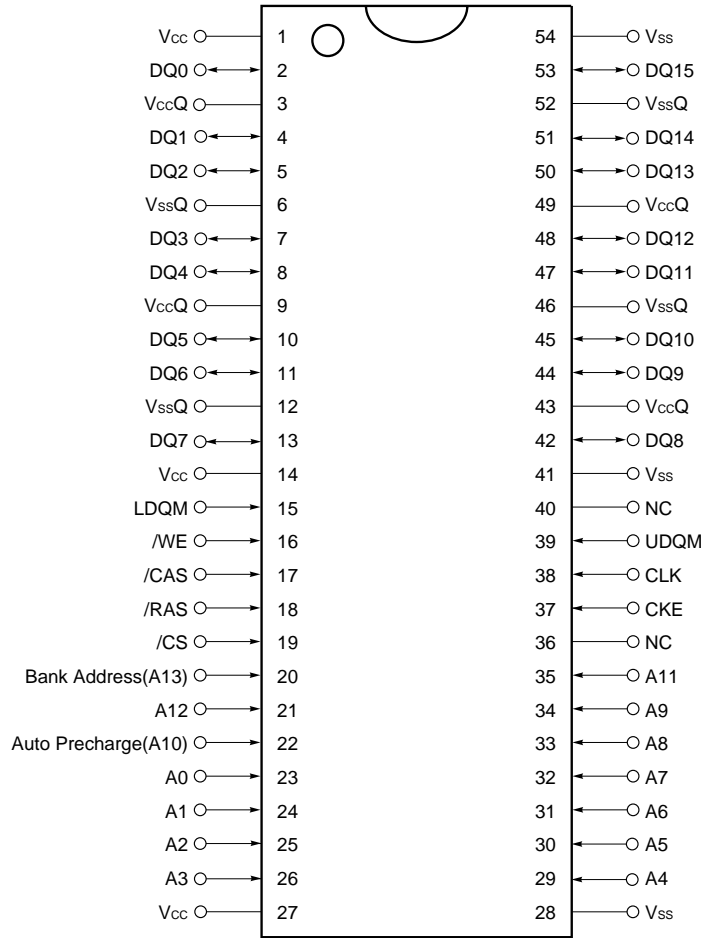 Vcc 1 54 Vss
DQ0 2 53 DQ15
VccQ 3 52 VssQ
DQ1 4 51 DQ14
DQ2 5 50 DQ13
VssQ 6 49 VccQ
DQ3 7 48 DQ12
DQ4 8 47 DQ11
VccQ 9 46 VssQ
DQ5 10 45 DQ10
DQ6 11 44 DQ9
VssQ 12 43 VccQ
DQ7 13 42 DQ8
Vcc 14 41 Vss
LDQM 15 40 NC
/WE 16 39 UDQM
/CAS 17 38 CLK
/RAS 18 37 CKE
/CS 19 36 NC
Bank Address(A13) 20 35 A11
A12 21 34 A9
Auto Precharge(A10) 22 33 A8
A0 23 32 A7
A1 24 31 A6
A2 25 30 A5
A3 26 29 A4
Vcc 27 28 Vss